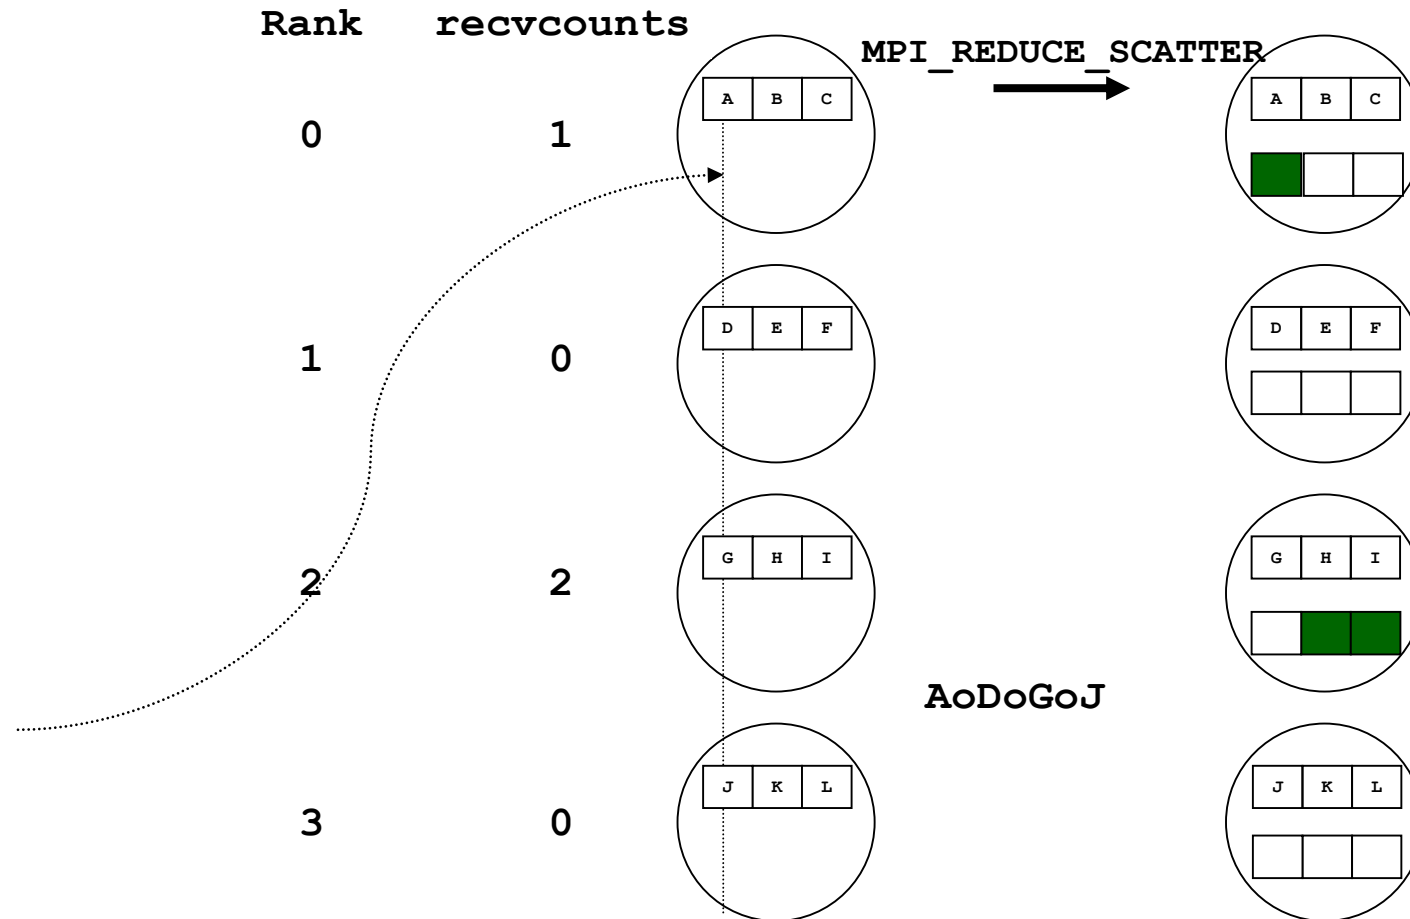 Rank recvcounts
MPI_REDUCE_SCATTER
A B C
A B C
0 1
D E F
D E F
1 0
G H I
G H I
2 2
AoDoGoJ
J K L
J K L
3 0